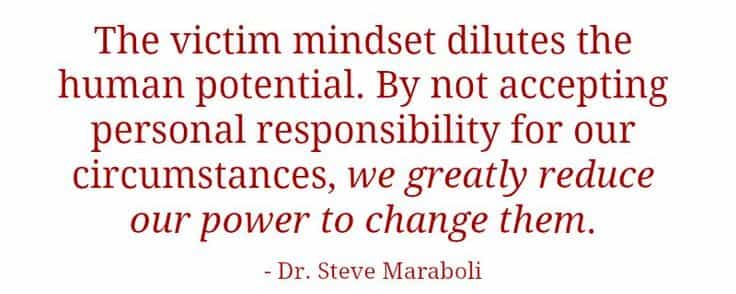 The victim mindset dilutes the
human potential. By not accepting
personal responsibility for our
circumstances, we greatly reduce
our power to change them.
- Dr. Steve Maraboli